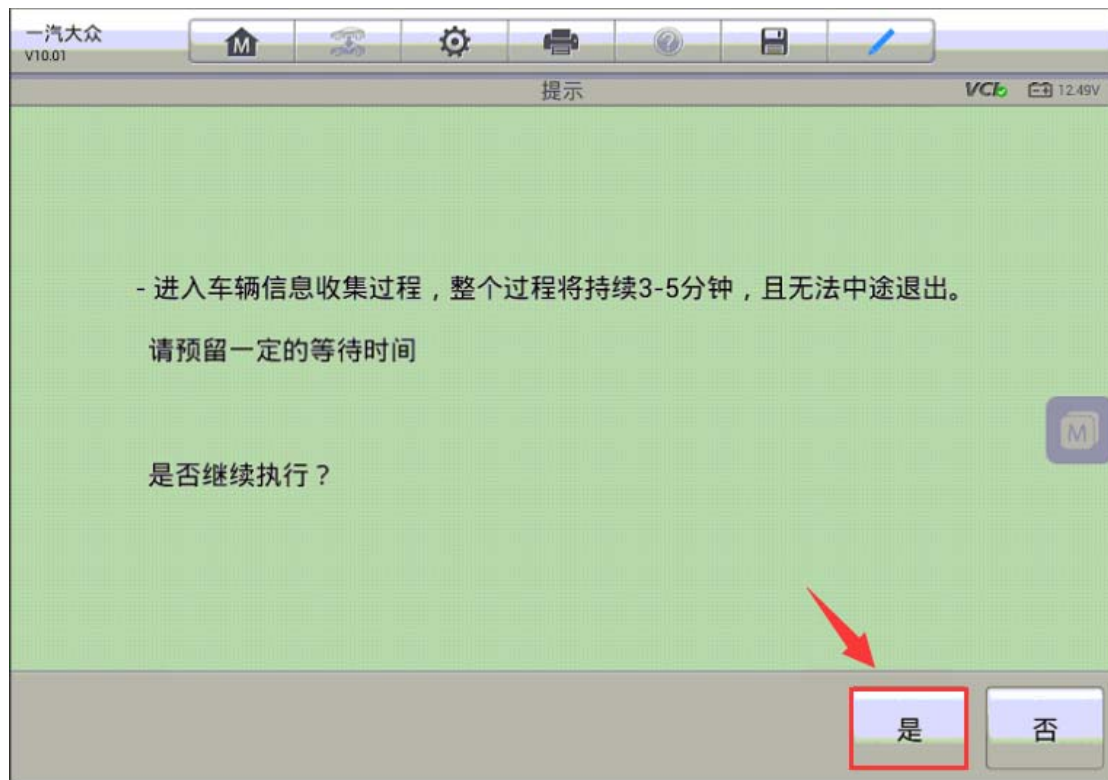 一汽大众
V10.01
M
?
提示
VCI
12.49V
- 进入车辆信息收集过程，整个过程将持续3-5分钟，且无法中途退出。
请预留一定的等待时间
M
是否继续执行？
是
否